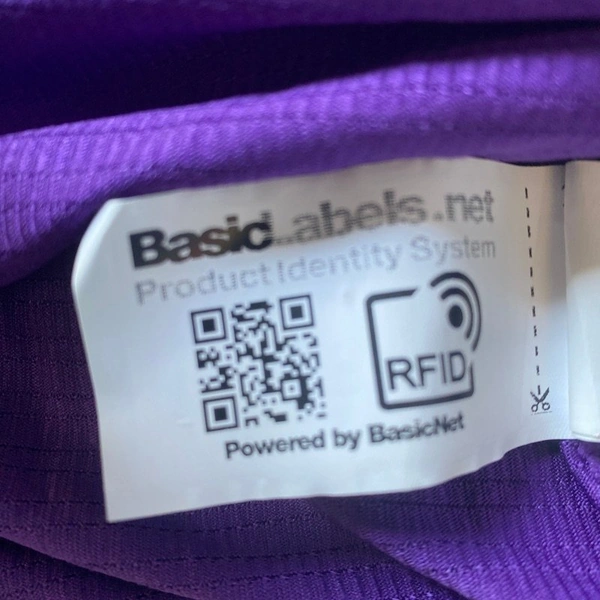 BasicLabels.net
Product Identity System
RFID
Powered by BasicNet